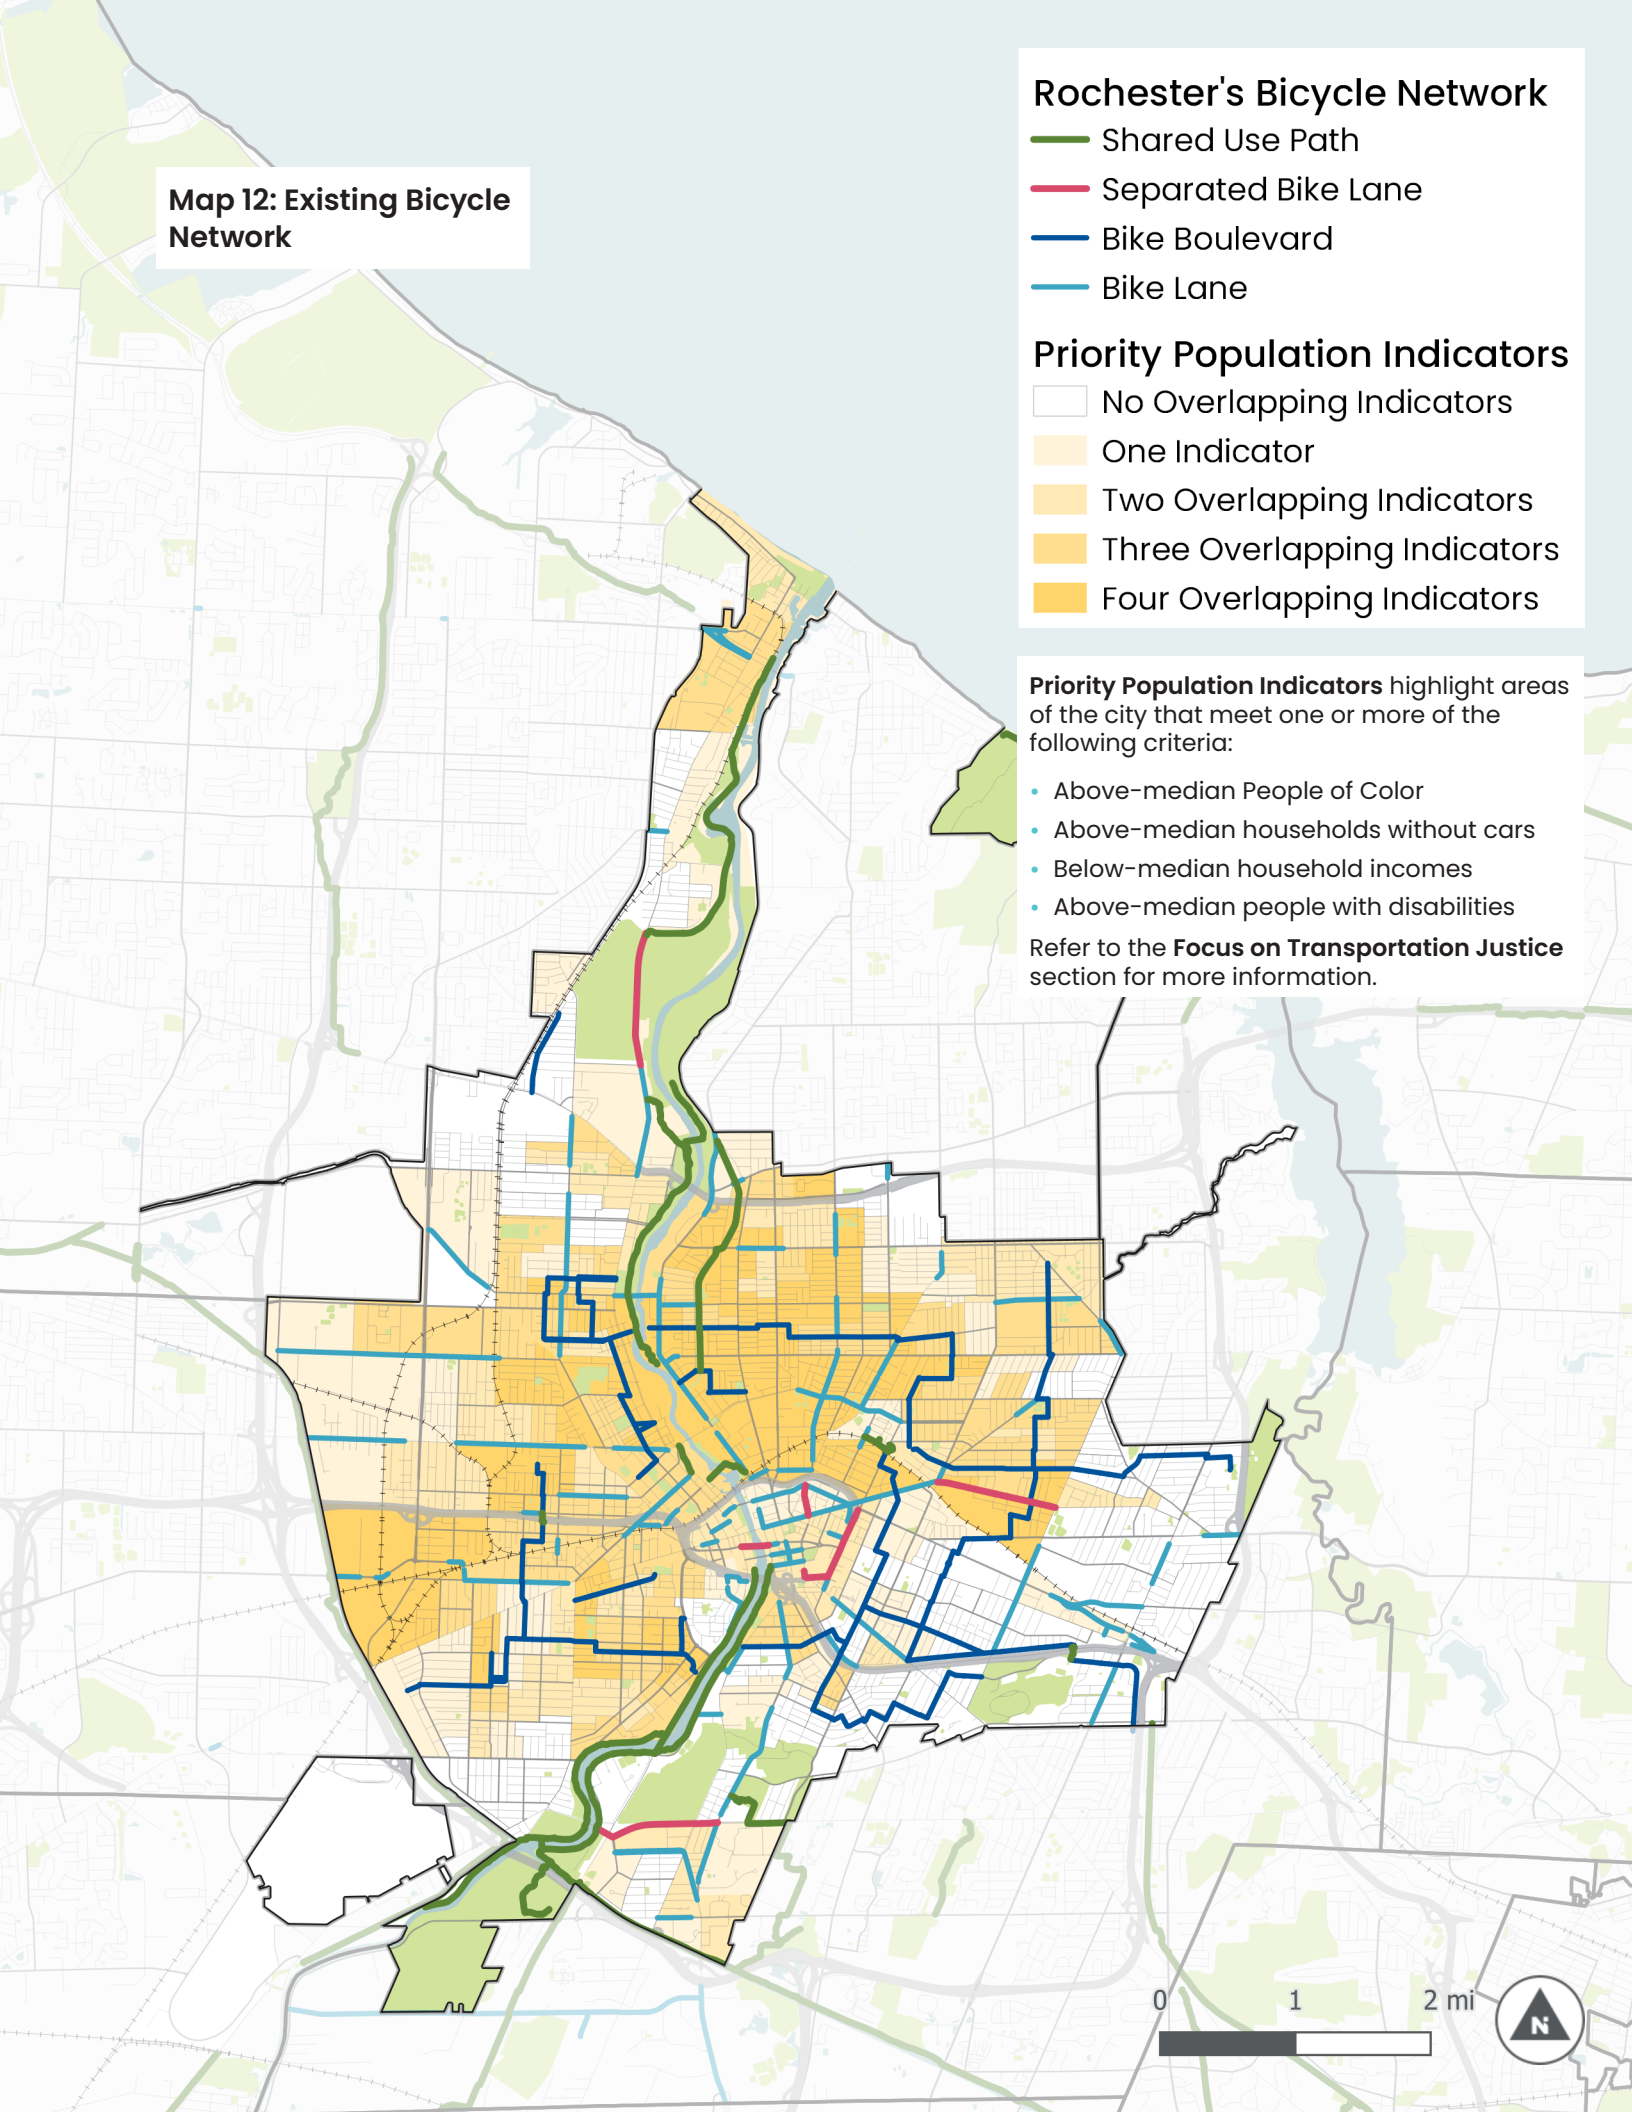 Map 12: Existing Bicycle
Network
Rochester's Bicycle Network
Shared Use Path
Separated Bike Lane
Bike Boulevard
Bike Lane
Priority Population Indicators
No Overlapping Indicators
One Indicator
Two Overlapping Indicators
Three Overlapping Indicators
Four Overlapping Indicators
Priority Population Indicators highlight areas
of the city that meet one or more of the
following criteria:
• Above-median People of Color
• Above-median households without cars
• Below-median household incomes
• Above-median people with disabilities
Refer to the Focus on Transportation Justice
section for more information.
0 1 2 mi
N